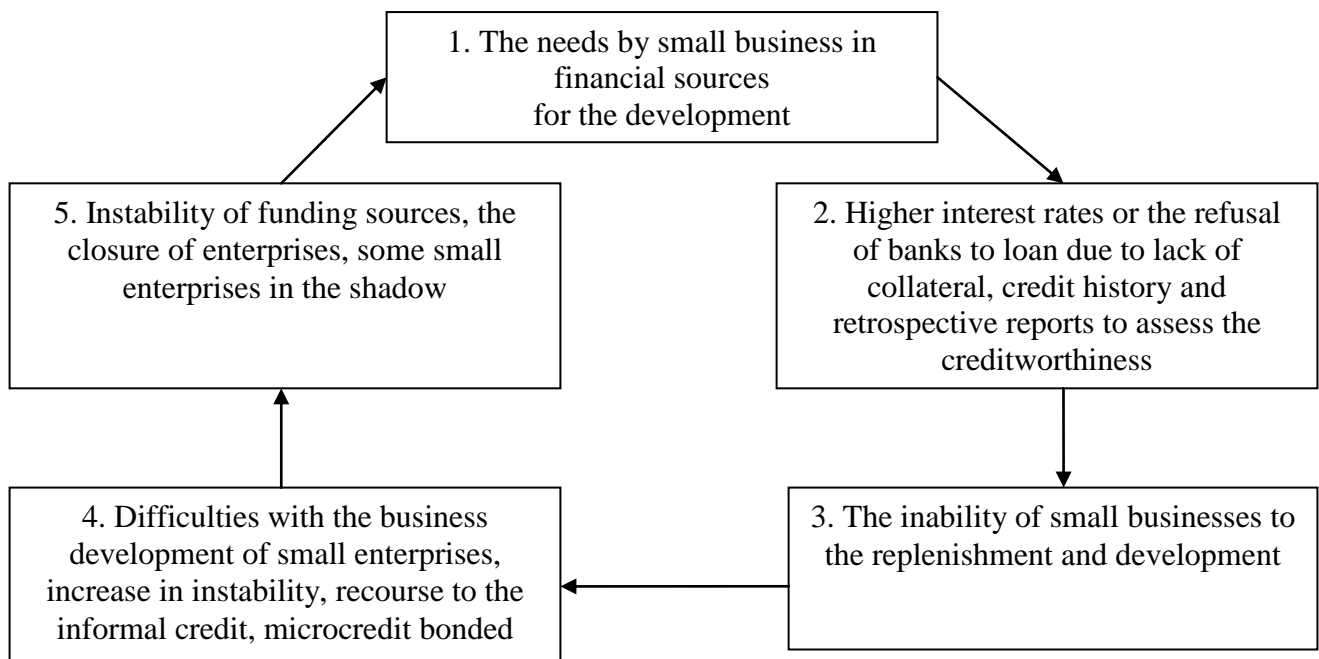 1. The needs by small business in
financial sources
for the development
5. Instability of funding sources, the
closure of enterprises, some small
enterprises in the shadow
2. Higher interest rates or the refusal
of banks to loan due to lack of
collateral, credit history and
retrospective reports to assess the
creditworthiness
4. Difficulties with the business
development of small enterprises,
increase in instability, recourse to the
informal credit, microcredit bonded
3. The inability of small businesses to
the replenishment and development